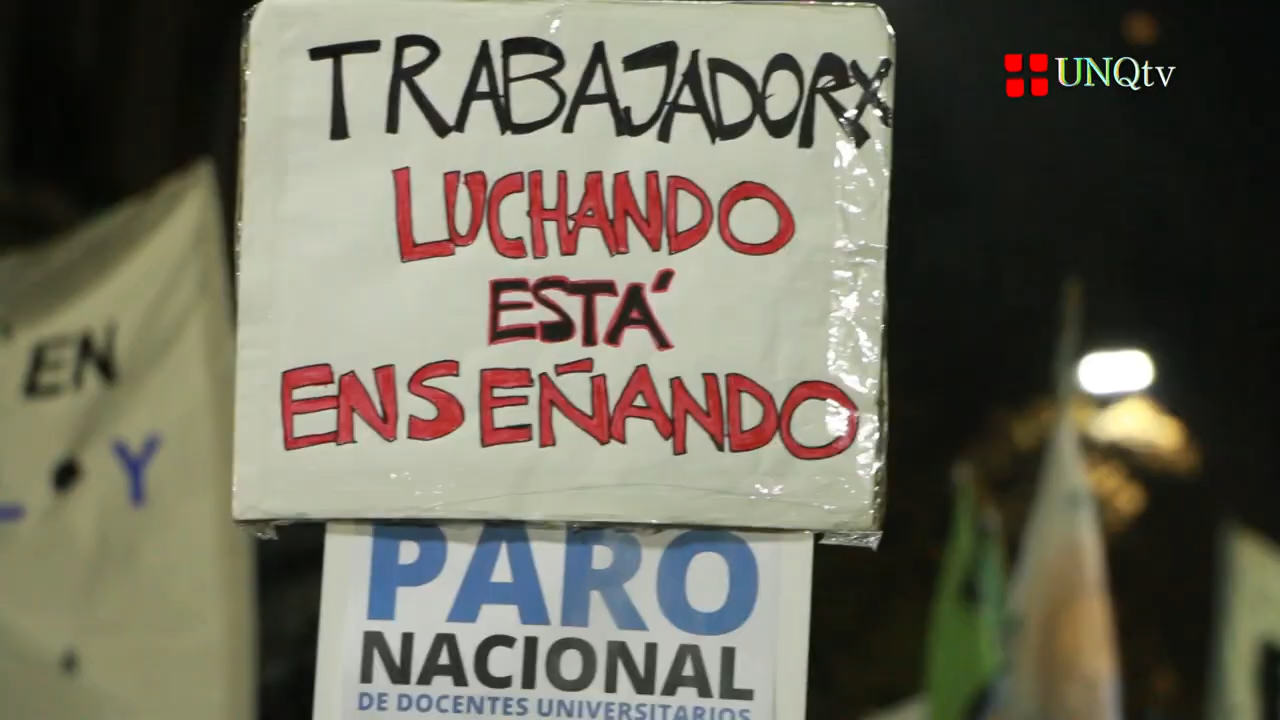 UNQtv
TRABAJADORX
LUCHANDO
ESTÁ
ENSEÑANDO
EN
Y
PARO
NACIONAL
DE DOCENTES UNIVERSITARIOS